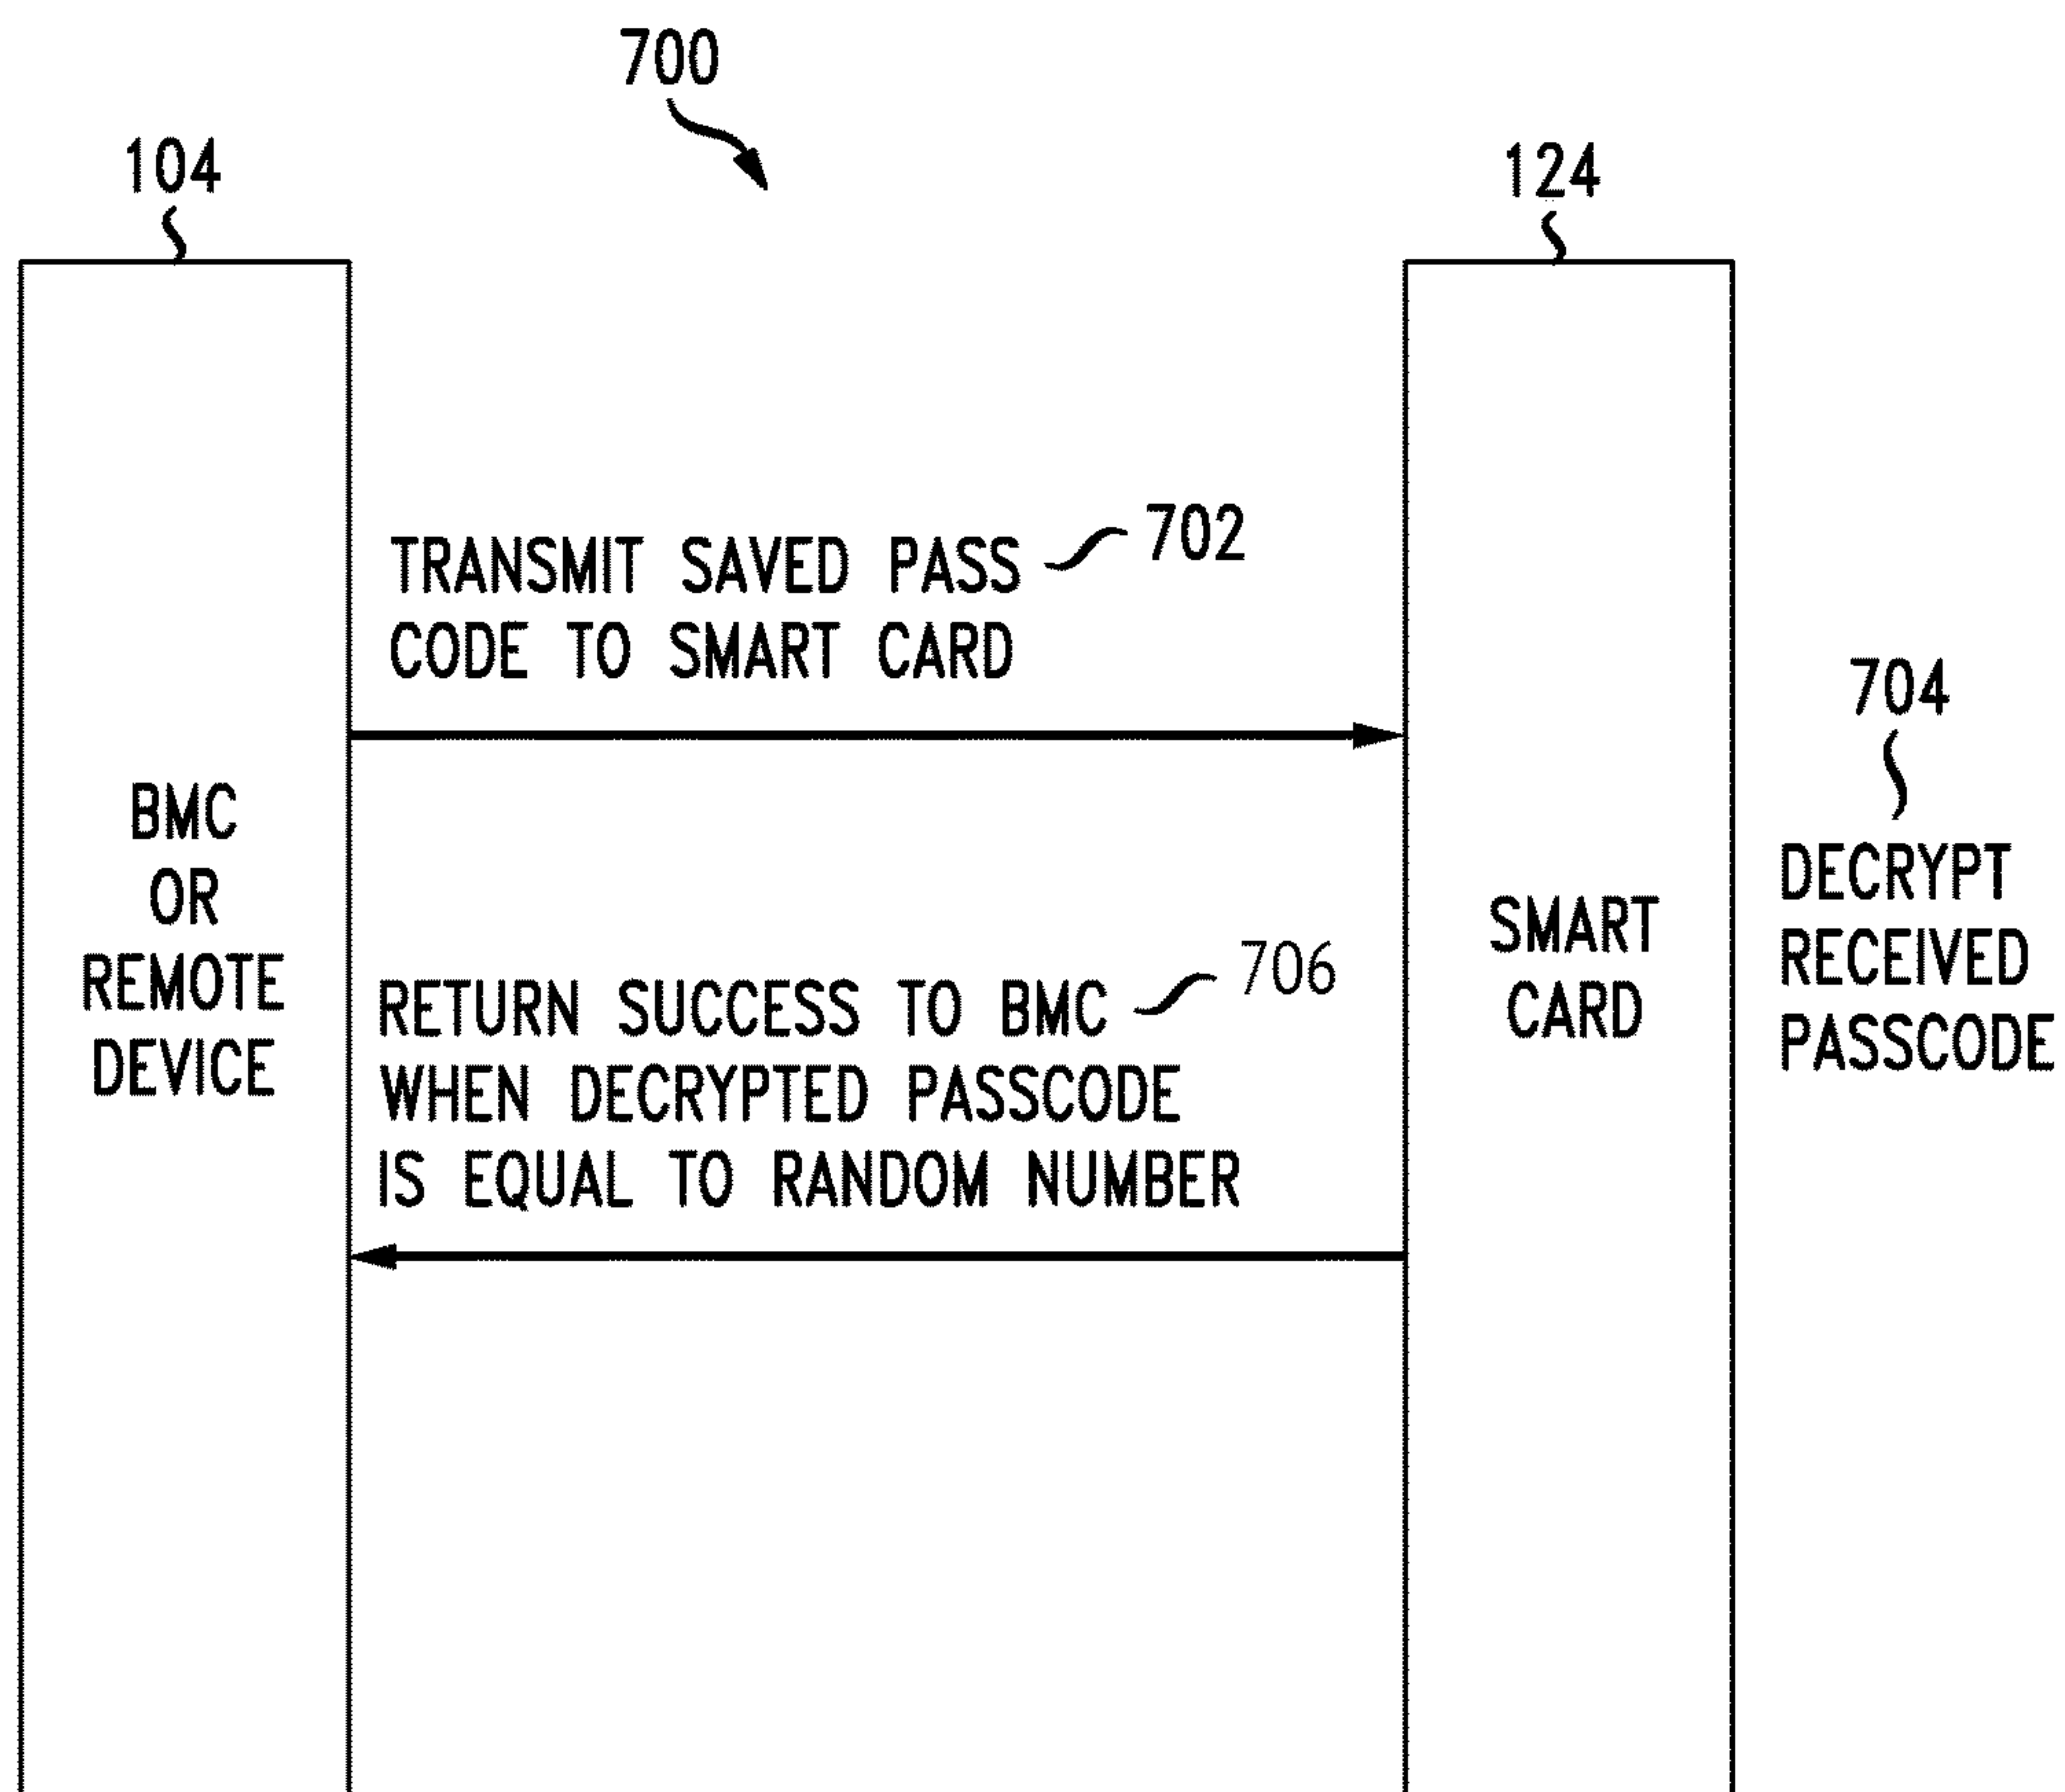 700
104
124
TRANSMIT SAVED PASS
CODE TO SMART CARD
702
BMC
OR
REMOTE
DEVICE
SMART
CARD
704
DECRYPT
RECEIVED
PASSCODE
RETURN SUCCESS TO BMC
WHEN DECRYPTED PASSCODE
IS EQUAL TO RANDOM NUMBER
706